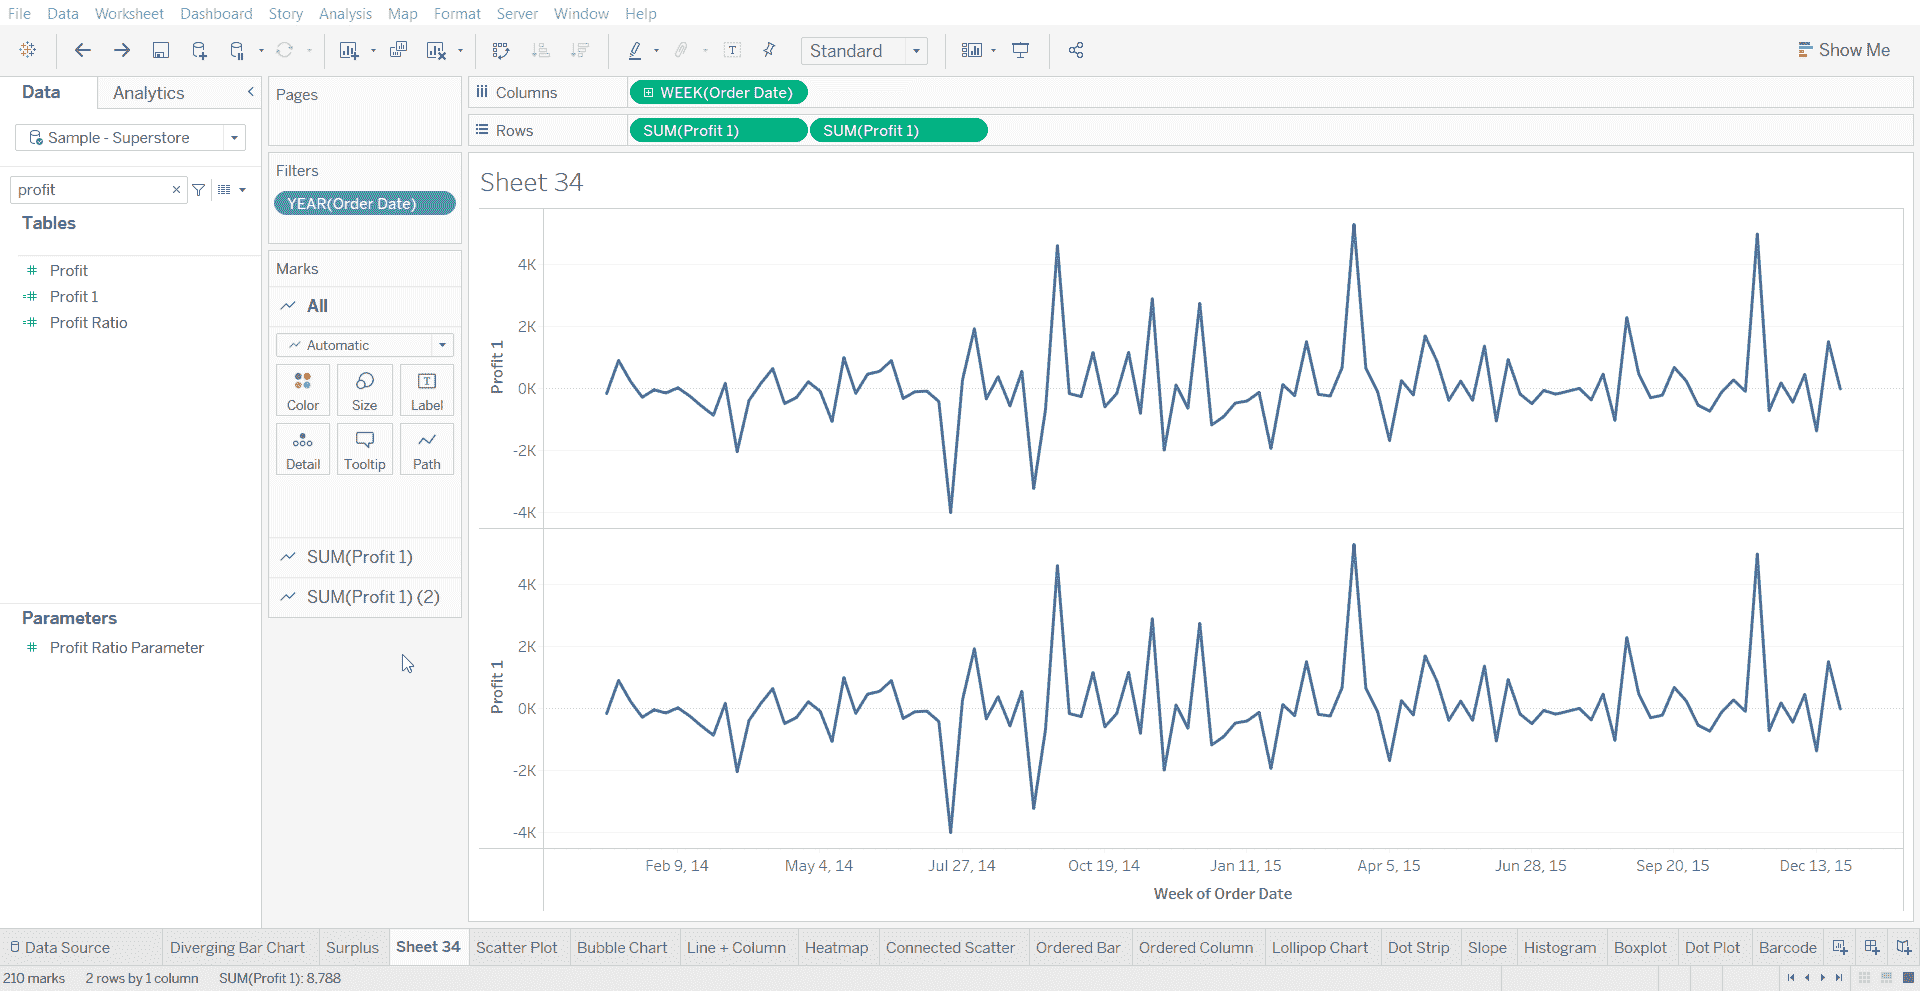 File Data Worksheet Dashboard Story Analysis Map Format Server Window Help
Standard
Show Me
Data Analytics
Sample - Superstore
profit
Tables
Profit
Profit 1
Profit Ratio
Parameters
Profit Ratio Parameter
Pages
Filters
YEAR(Order Date)
Marks
All
Automatic
Color Size Label
Detail Tooltip Path
SUM(Profit 1)
SUM(Profit 1) (2)
Columns WEEK(Order Date)
Rows SUM(Profit 1) SUM(Profit 1)
Sheet 34
Profit 1
4K
2K
0K
-2K
-4K
Profit 1
4K
2K
0K
-2K
-4K
Feb 9, 14 May 4, 14 Jul 27, 14 Oct 19, 14 Jan 11, 15 Apr 5, 15 Jun 28, 15 Sep 20, 15 Dec 13, 15
Week of Order Date
Data Source Diverging Bar Chart Surplus Sheet 34 Scatter Plot Bubble Chart Line + Column Heatmap Connected Scatter Ordered Bar Ordered Column Lollipop Chart Dot Strip Slope Histogram Boxplot Dot Plot Barcode
210 marks 2 rows by 1 column SUM(Profit 1): 8,788